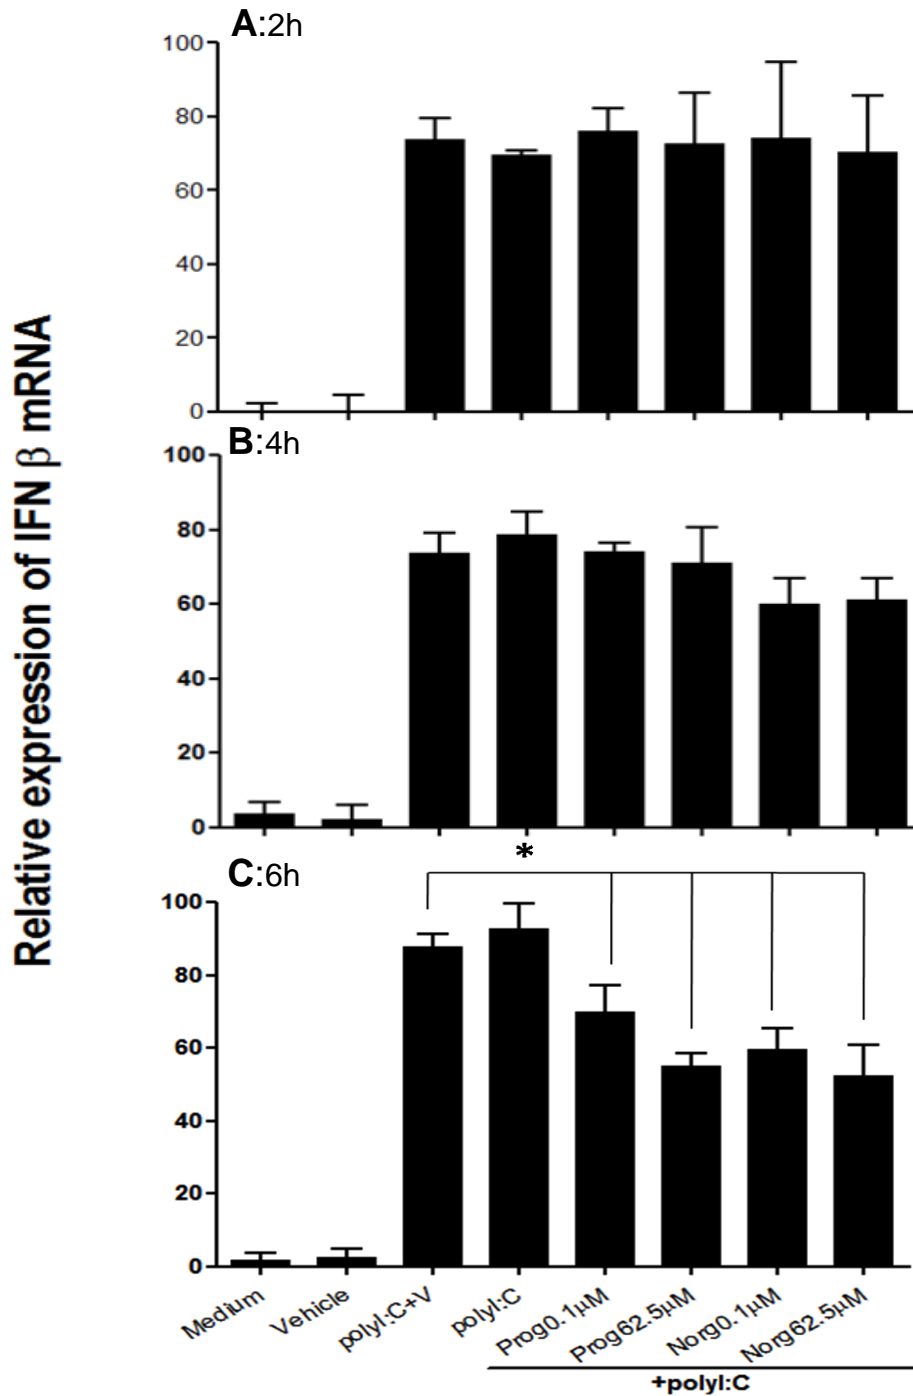 Relative expression of IFN β mRNA
A:2h
100
80
60
40
20
0
B:4h
100
80
60
40
20
0
*
C:6h
100
80
60
40
20
0
Medium
Vehicle
polyI:C+V
polyI:C
Prog0.1μM
Prog62.5μM
Norg0.1μM
Norg62.5μM
+polyI:C